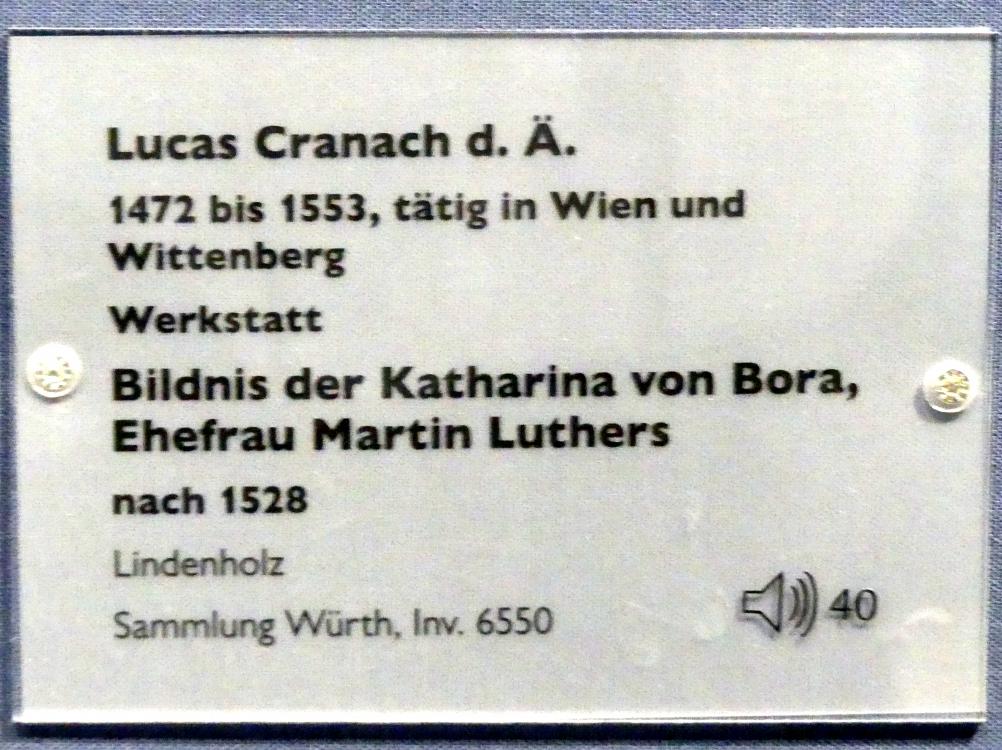 Lucas Cranach d. Ä.
1472 bis 1553, tätig in Wien und
Wittenberg
Werkstatt
Bildnis der Katharina von Bora,
Ehefrau Martin Luthers
nach 1528
Lindenholz
Sammlung Würth, Inv. 6550
40